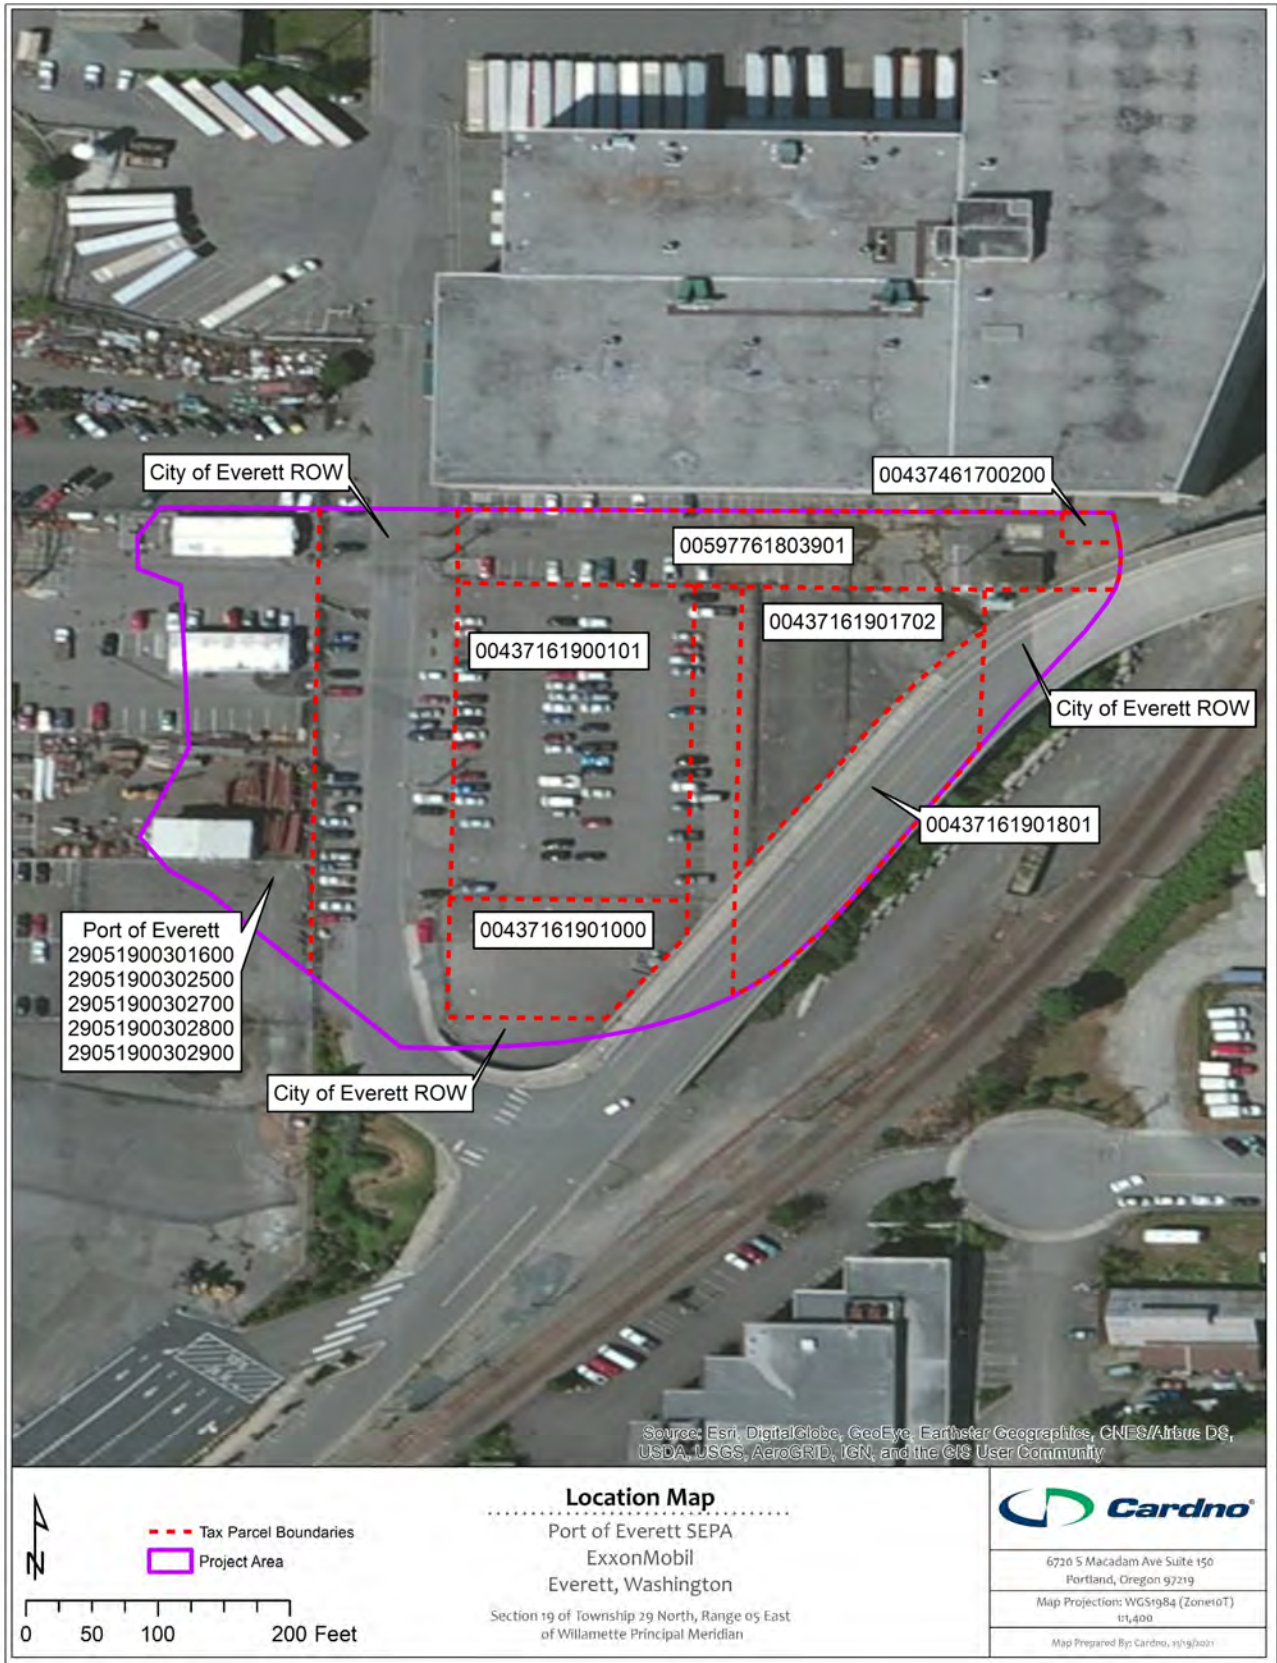 City of Everett ROW
00437461700200
00597761803901
00437161901702
00437161900101
City of Everett ROW
00437161901801
00437161901000
Port of Everett
29051900301600
29051900302500
29051900302700
29051900302800
29051900302900
City of Everett ROW
Source: Esri, DigitalGlobe, GeoEye, Earthstar Geographics, CNES/Airbus DS,
USDA, USGS, AeroGRID, IGN, and the GIS User Community
N
Tax Parcel Boundaries
Project Area
0 50 100 200 Feet
Location Map
Port of Everett SEPA
ExxonMobil
Everett, Washington
Section 19 of Township 29 North, Range 05 East
of Willamette Principal Meridian
Cardno®
6720 S Macadam Ave Suite 150
Portland, Oregon 97219
Map Projection: WGS1984 (Zone10T)
1:1,400
Map Prepared By: Cardno, 11/19/2021